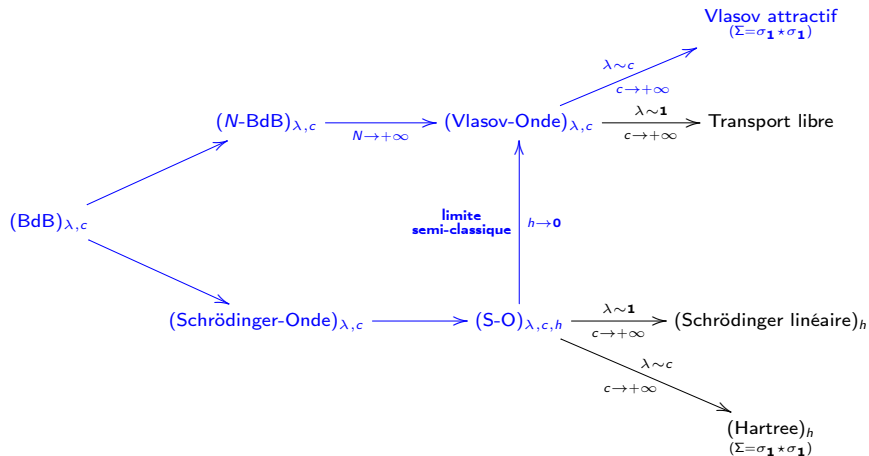 Vlasov attractif
(Σ=σ₁⋆σ₁)
λ∼c
c→+∞
(N-BdB)λ,c
N→+∞
(Vlasov-Onde)λ,c
λ∼1
c→+∞
Transport libre
(BdB)λ,c
limite
semi-classique
h→0
(Schrödinger-Onde)λ,c
(S-O)λ,c,h
λ∼1
c→+∞
(Schrödinger linéaire)h
λ∼c
c→+∞
(Hartree)h
(Σ=σ₁⋆σ₁)